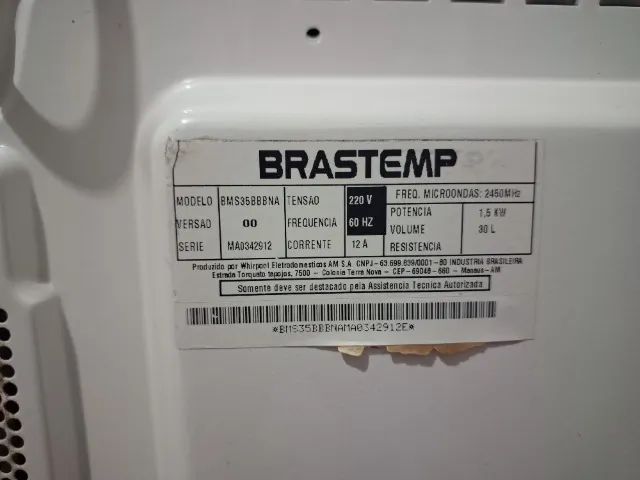 BRASTEMP
MODELO BMS35BBBNA TENSAO 220 V FREQ. MICROONDAS: 2450MHz
VERSAO 00 FREQUENCIA 60 HZ POTENCIA 1,5 KW
SERIE MA0342912 CORRENTE 12 A VOLUME 30 L
RESISTENCIA
Produzido por Whirpool Eletrodomesticos AM S.A. CNPJ - 63.699.839/0001-80 INDUSTRIA BRASILEIRA
Estrada Torquato tapajos, 7500 - Colonia Terra Nova - CEP - 69048 - 660 - Manaus-AM
Somente deve ser destacado pela Assistencia Tecnica Autorizada.
*BMS35BBBNAMA0342912E*